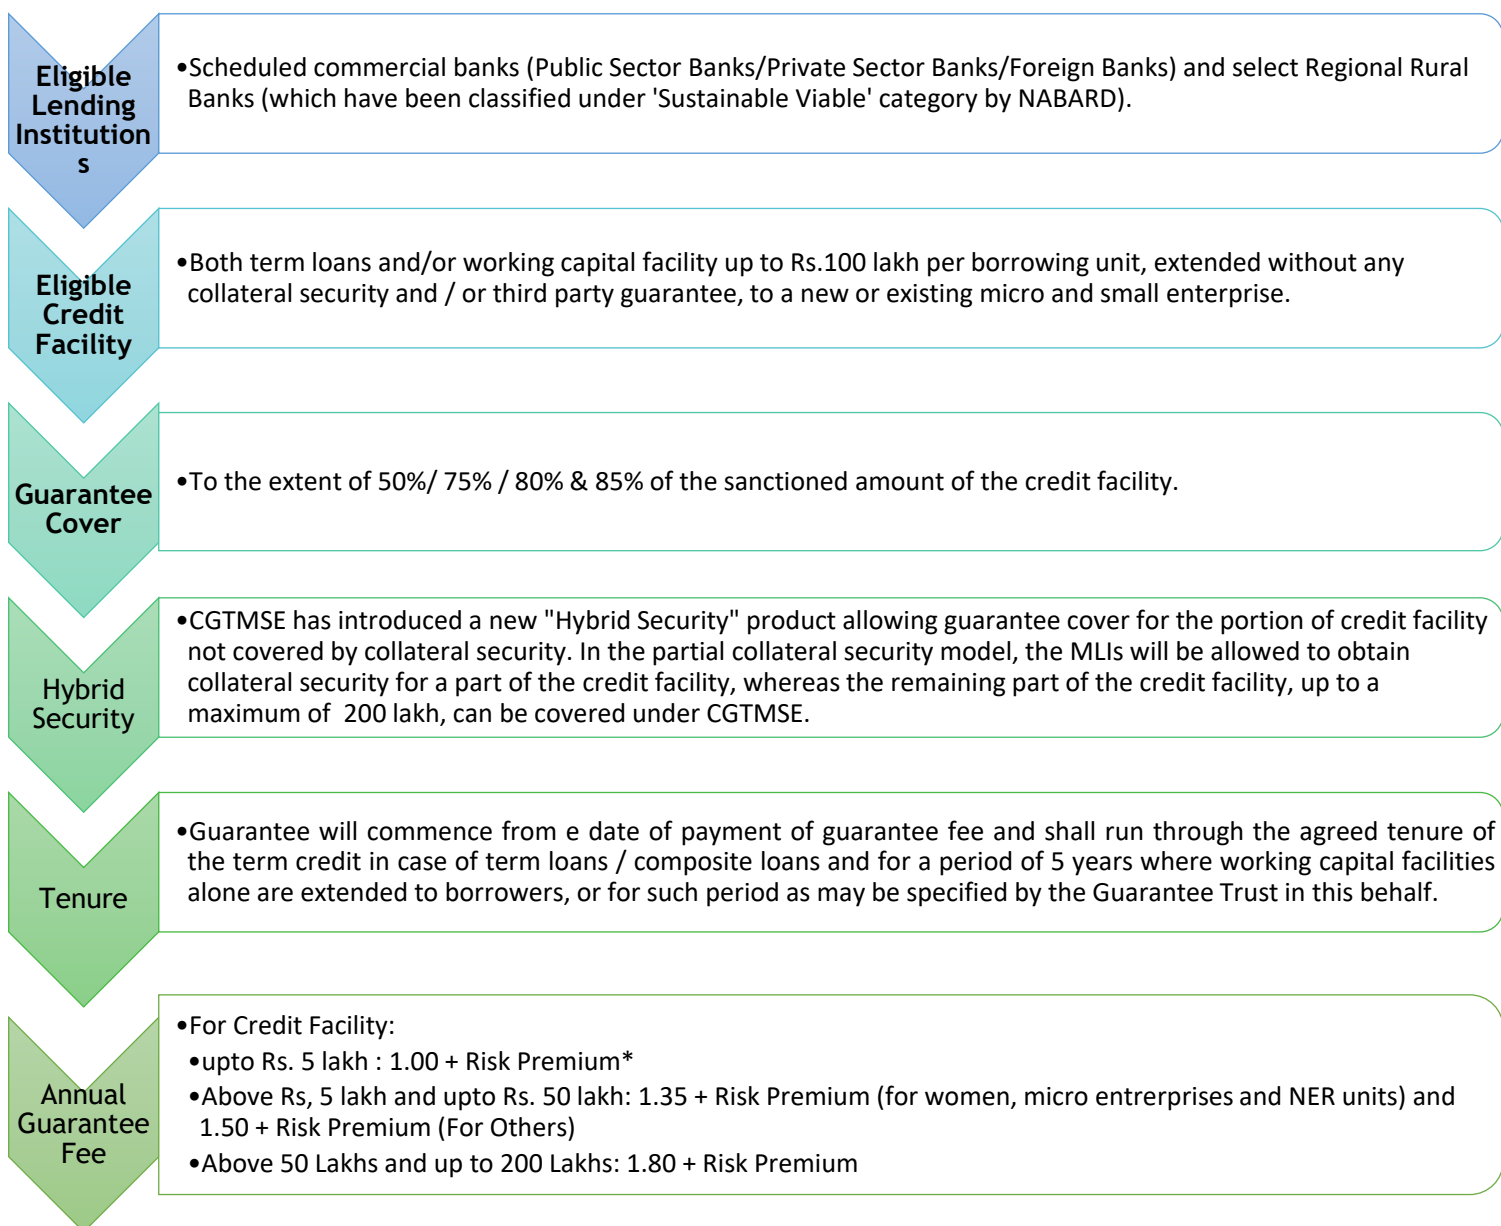 Eligible
Lending
Institution
s
•Scheduled commercial banks (Public Sector Banks/Private Sector Banks/Foreign Banks) and select Regional Rural
Banks (which have been classified under 'Sustainable Viable' category by NABARD).
Eligible
Credit
Facility
•Both term loans and/or working capital facility up to Rs.100 lakh per borrowing unit, extended without any
collateral security and / or third party guarantee, to a new or existing micro and small enterprise.
Guarantee
Cover
•To the extent of 50%/ 75% / 80% & 85% of the sanctioned amount of the credit facility.
Hybrid
Security
•CGTMSE has introduced a new "Hybrid Security" product allowing guarantee cover for the portion of credit facility
not covered by collateral security. In the partial collateral security model, the MLIs will be allowed to obtain
collateral security for a part of the credit facility, whereas the remaining part of the credit facility, up to a
maximum of 200 lakh, can be covered under CGTMSE.
Tenure
•Guarantee will commence from e date of payment of guarantee fee and shall run through the agreed tenure of
the term credit in case of term loans / composite loans and for a period of 5 years where working capital facilities
alone are extended to borrowers, or for such period as may be specified by the Guarantee Trust in this behalf.
Annual
Guarantee
Fee
•For Credit Facility:
•upto Rs. 5 lakh : 1.00 + Risk Premium*
•Above Rs, 5 lakh and upto Rs. 50 lakh: 1.35 + Risk Premium (for women, micro entrerprises and NER units) and
1.50 + Risk Premium (For Others)
•Above 50 Lakhs and up to 200 Lakhs: 1.80 + Risk Premium